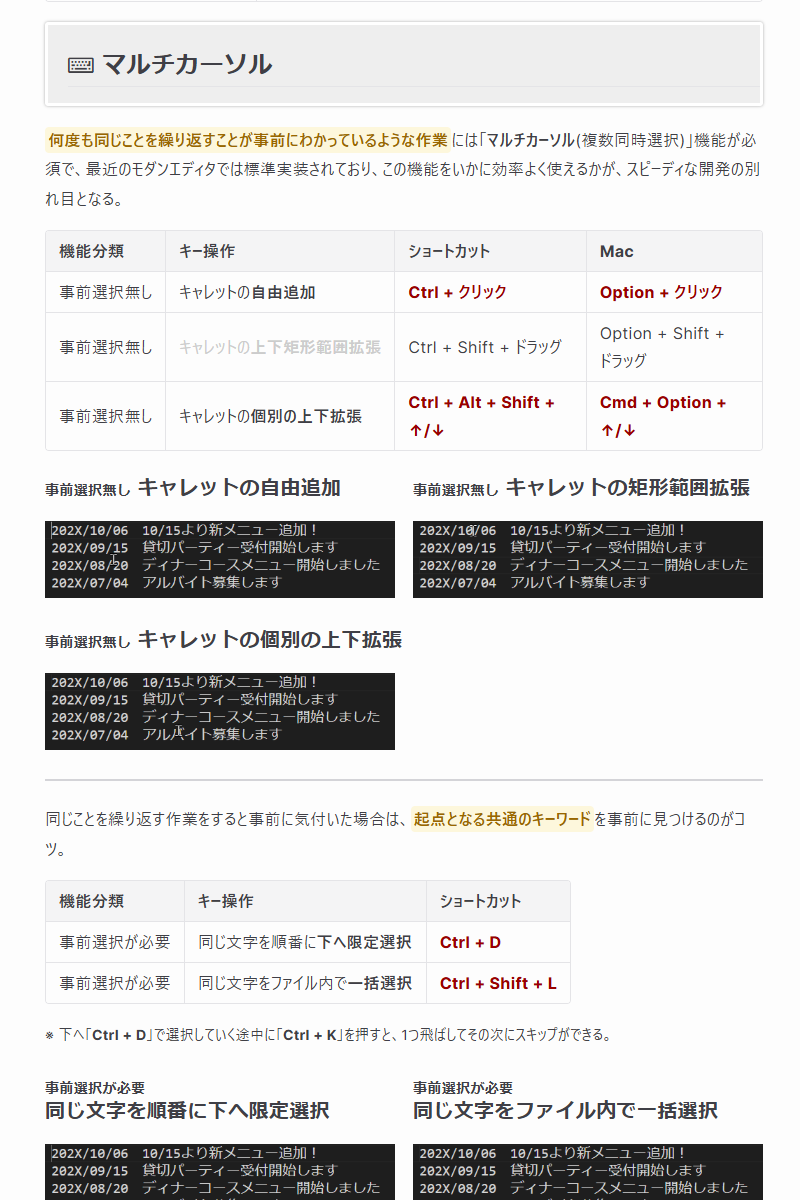 マルチカーソル
何度も同じことを繰り返すことが事前にわかっているような作業には「マルチカーソル(複数同時選択)」機能が必
須で、最近のモダンエディタでは標準実装されており、この機能をいかに効率よく使えるかが、スピーディな開発の別
れ目となる。
機能分類 キー操作 ショートカット Mac
事前選択無し キャレットの自由追加 Ctrl + クリック Option + クリック
事前選択無し キャレットの上下矩形範囲拡張 Ctrl + Shift + ドラッグ Option + Shift +
ドラッグ
事前選択無し キャレットの個別の上下拡張 Ctrl + Alt + Shift + Cmd + Option +
↑/↓ ↑/↓
事前選択無し キャレットの自由追加
202X/10/06 10/15より新メニュー追加！
202X/09/15 貸切パーティー受付開始します
202X/08/20 ディナーコースメニュー開始しました
202X/07/04 アルバイト募集します
事前選択無し キャレットの矩形範囲拡張
202X/10/06 10/15より新メニュー追加！
202X/09/15 貸切パーティー受付開始します
202X/08/20 ディナーコースメニュー開始しました
202X/07/04 アルバイト募集します
事前選択無し キャレットの個別の上下拡張
202X/10/06 10/15より新メニュー追加！
202X/09/15 貸切パーティー受付開始します
202X/08/20 ディナーコースメニュー開始しました
202X/07/04 アルバイト募集します
同じことを繰り返す作業をすると事前に気付いた場合は、起点となる共通のキーワードを事前に見つけるのがコ
ツ。
機能分類 キー操作 ショートカット
事前選択が必要 同じ文字を順番に下へ限定選択 Ctrl + D
事前選択が必要 同じ文字をファイル内で一括選択 Ctrl + Shift + L
※ 下へ「Ctrl + D」で選択していく途中に「Ctrl + K」を押すと、1つ飛ばしてその次にスキップができる。
事前選択が必要
同じ文字を順番に下へ限定選択
202X/10/06 10/15より新メニュー追加！
202X/09/15 貸切パーティー受付開始します
202X/08/20 ディナーコースメニュー開始しました
事前選択が必要
同じ文字をファイル内で一括選択
202X/10/06 10/15より新メニュー追加！
202X/09/15 貸切パーティー受付開始します
202X/08/20 ディナーコースメニュー開始しました